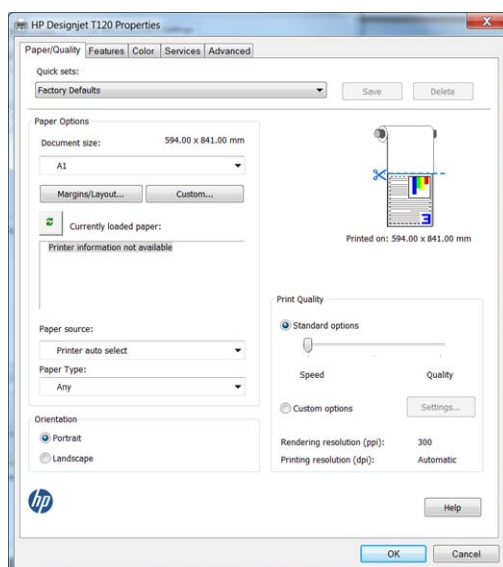 HP Designjet T120 Properties
Paper/Quality Features Color Services Advanced
Quick sets:
Factory Defaults
Save Delete
Paper Options
Document size: 594.00 x 841.00 mm
A1
Margins/Layout... Custom...
Currently loaded paper:
Printer information not available
Paper source:
Printer auto select
Paper Type:
Any
Orientation
Portrait
Landscape
Printed on: 594.00 x 841.00 mm
Print Quality
Standard options
Speed Quality
Custom options Settings...
Rendering resolution (ppi): 300
Printing resolution (dpi): Automatic
hp
Help
OK Cancel